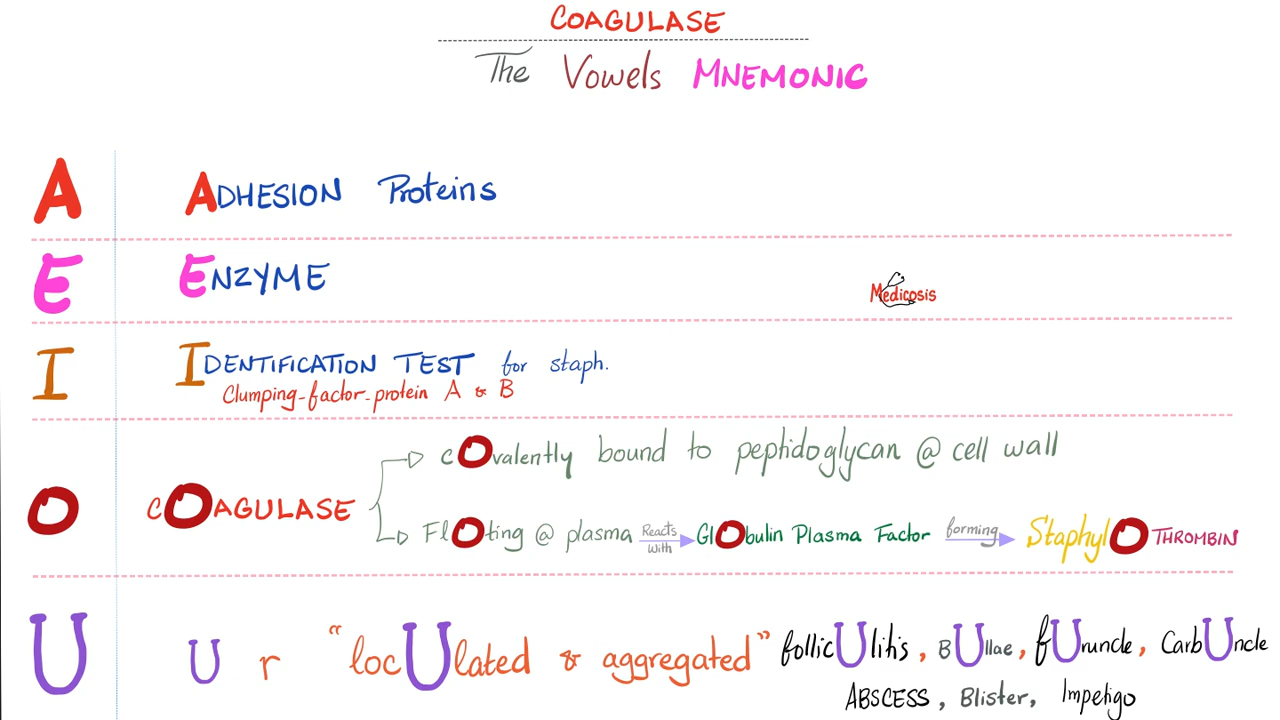 COAGULASE
The Vowels MNEMONIC
A ADHESION Proteins
E ENZYME
Medicosis
I IDENTIFICATION TEST for staph.
Clumping-factor-protein A & B
cOvalently bound to peptidoglycan @ cell wall
O cOAGULASE
FlOting @ plasma Reacts With GlObulin Plasma Factor forming StaphylO THROMBIN
U U r "locUlated & aggregated" follicUlitis, BUllae, fUruncle, CarbUncle
ABSCESS, Blister, Impetigo